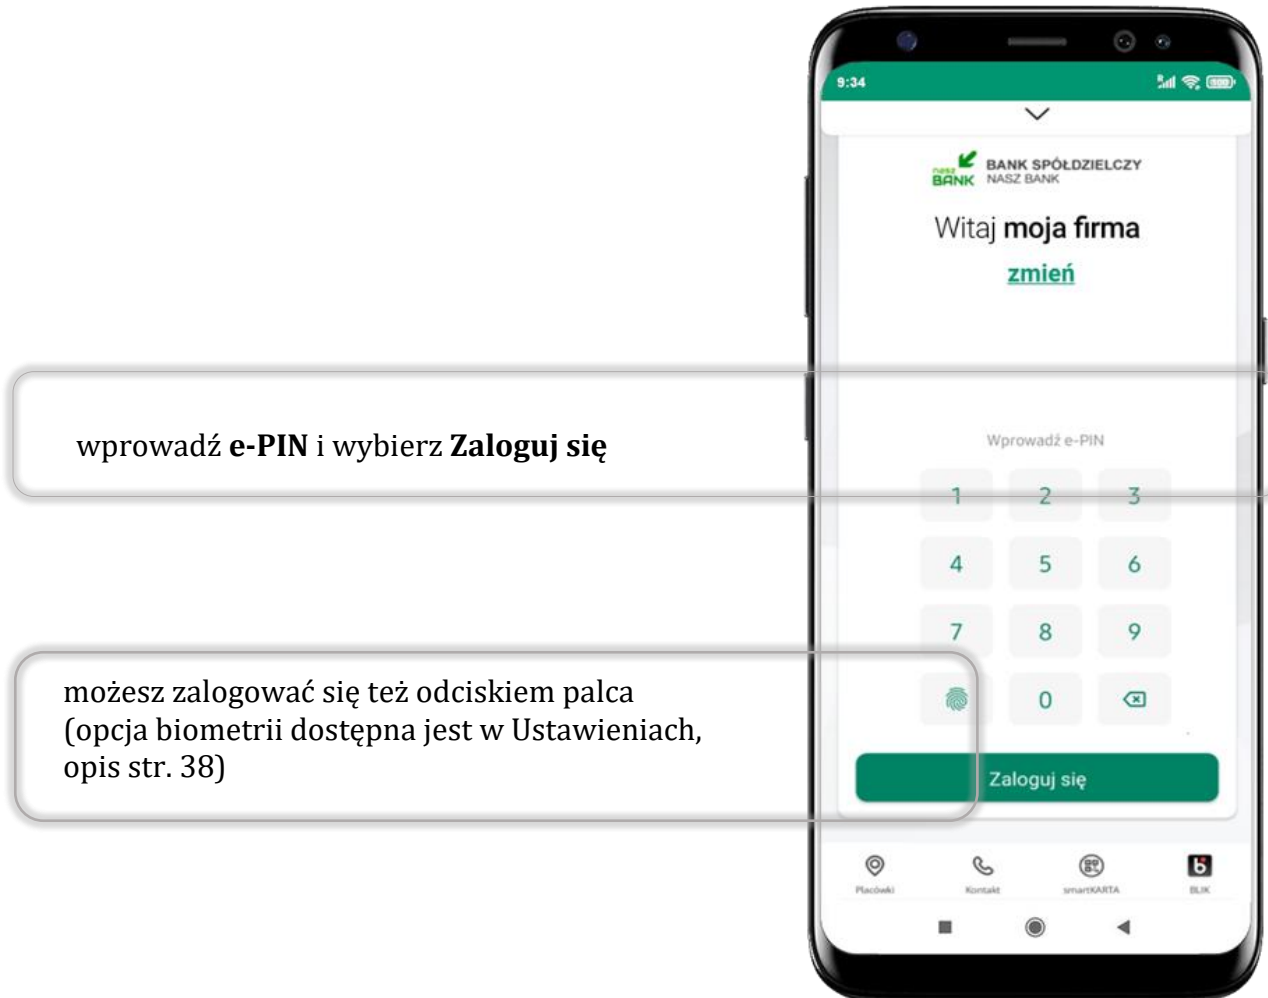 9:34
nasz
BANK
BANK SPÓŁDZIELCZY
NASZ BANK
Witaj moja firma
zmień
wprowadź e-PIN i wybierz Zaloguj się
Wprowadź e-PIN
1 2 3
4 5 6
7 8 9
0
możesz zalogować się też odciskiem palca
(opcja biometrii dostępna jest w Ustawieniach,
opis str. 38)
Zaloguj się
Placówki Kontakt smartKARTA BLIK